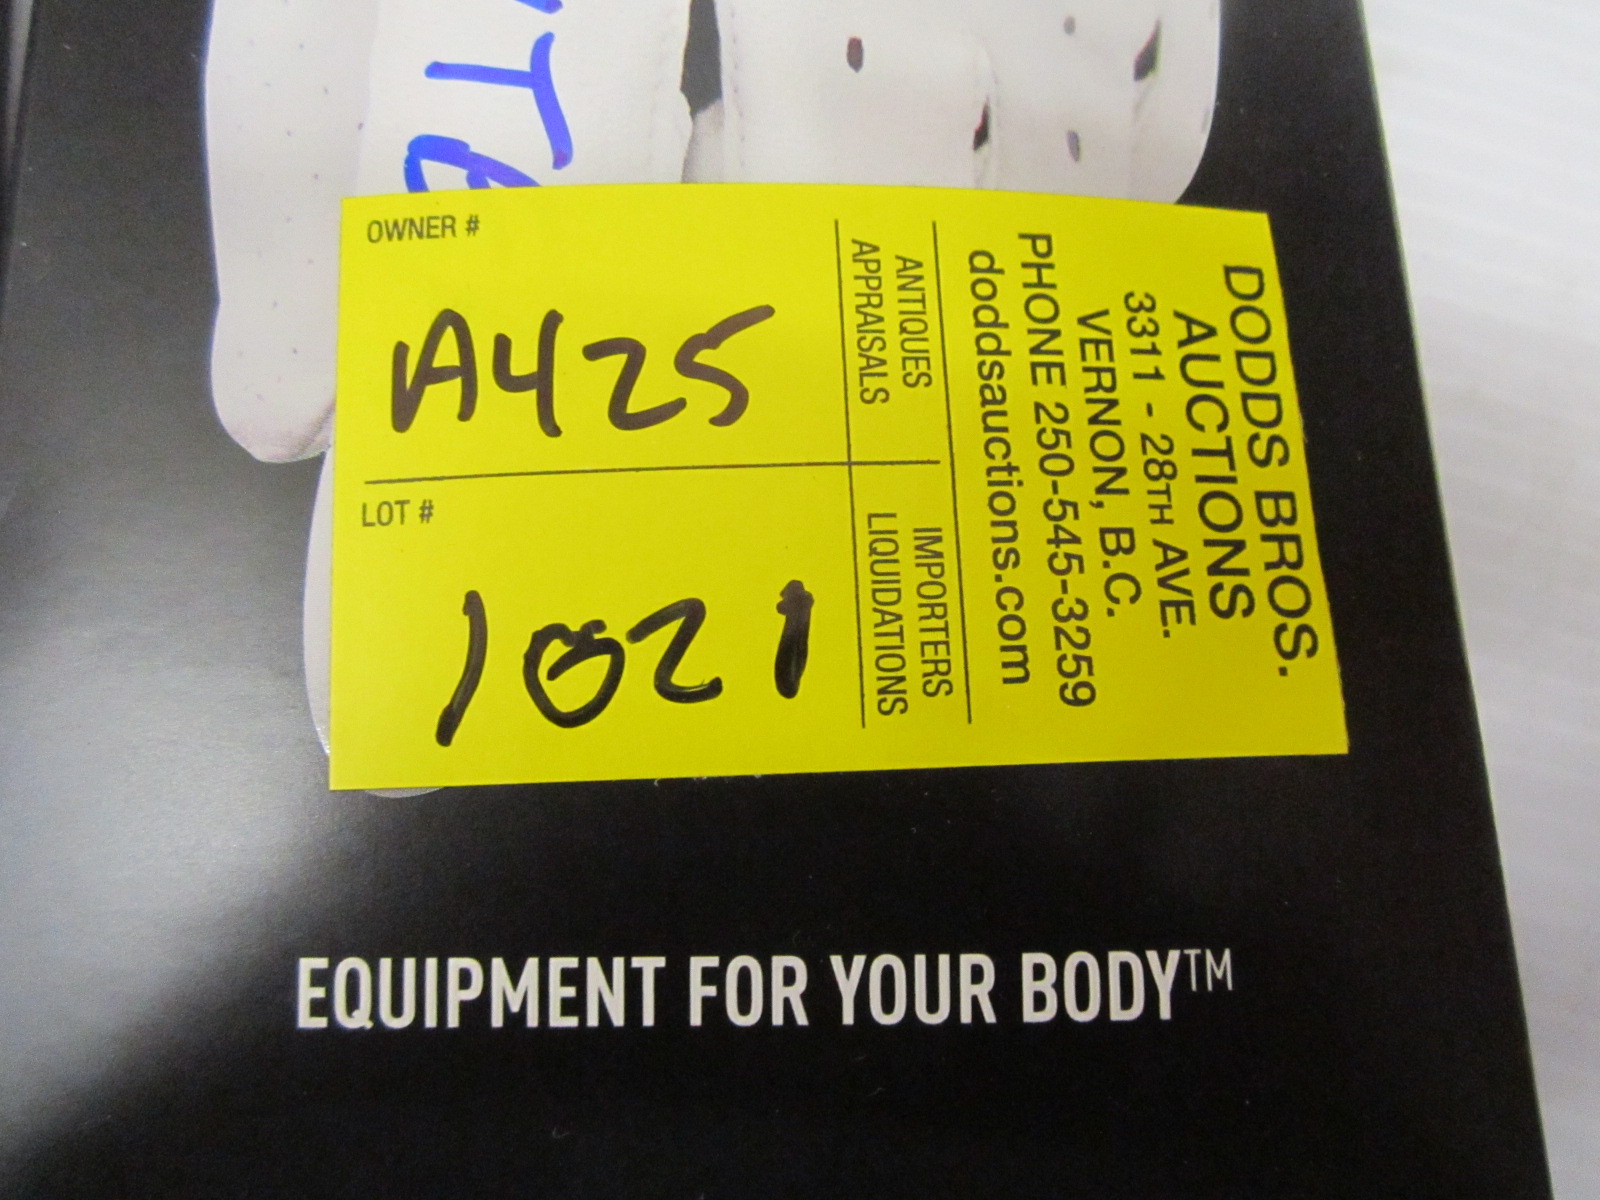 OWNER #
A425
LOT #
1021
ANTIQUES
APPRAISALS
IMPORTERS
LIQUIDATIONS
DODDS BROS.
AUCTIONS
3311 - 28TH AVE.
VERNON, B.C.
PHONE 250-545-3259
doddsauctions.com
EQUIPMENT FOR YOUR BODY™